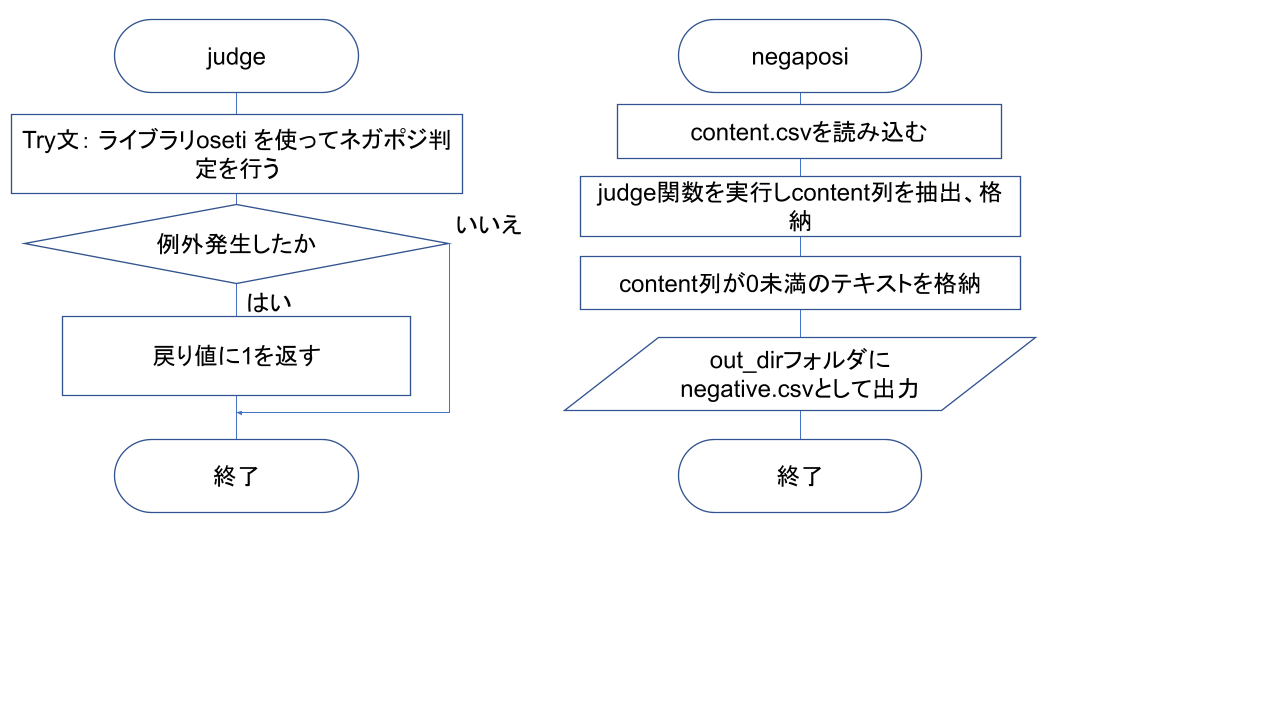 judge
Try文： ライブラリoseti を使ってネガポジ判
定を行う
例外発生したか
いいえ
はい
戻り値に1を返す
終了
negaposi
content.csvを読み込む
judge関数を実行しcontent列を抽出、格
納
content列が0未満のテキストを格納
out_dirフォルダに
negative.csvとして出力
終了